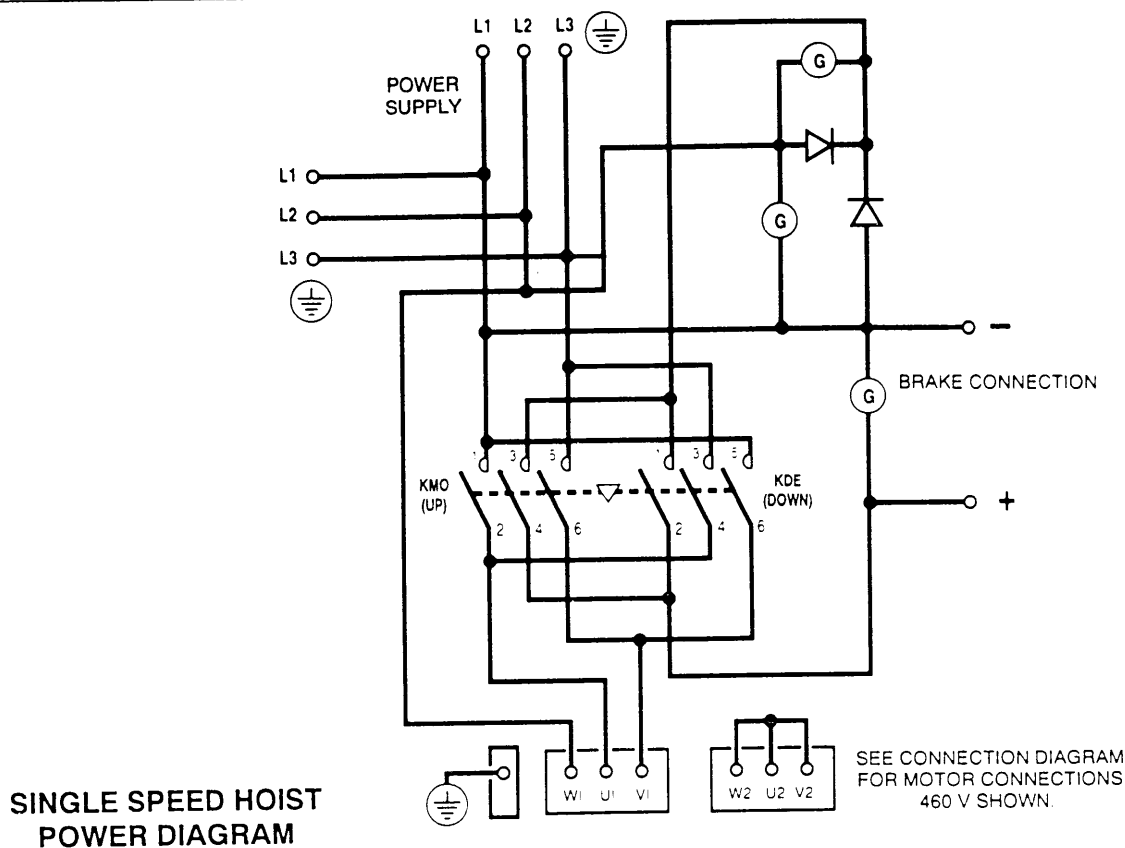 L1 L2 L3
POWER
SUPPLY
G
L1
G
L2
L3
−
G
BRAKE CONNECTION
1 3 5 1 3 5
KMO
(UP)
KDE
(DOWN)
+
2 4 6 2 4 6
SEE CONNECTION DIAGRAM
FOR MOTOR CONNECTIONS
460 V SHOWN.
W1 U1 V1
W2 U2 V2
SINGLE SPEED HOIST
POWER DIAGRAM